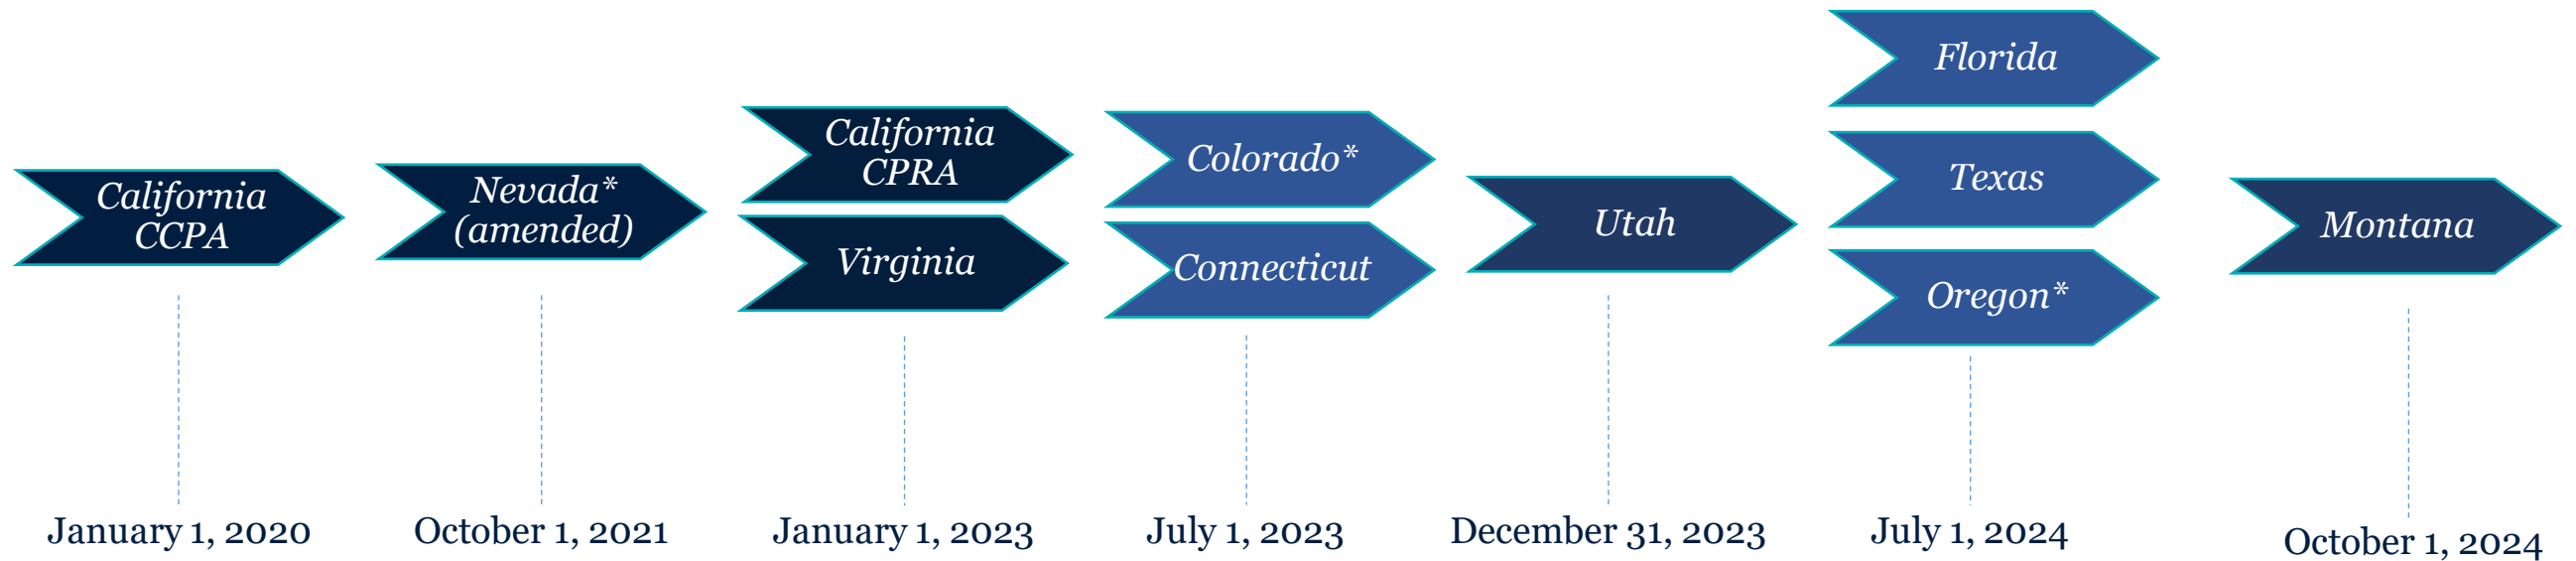 California
CCPA
January 1, 2020
Nevada*
(amended)
October 1, 2021
California
CPRA
Virginia
January 1, 2023
Colorado*
Connecticut
July 1, 2023
Utah
December 31, 2023
Florida
Texas
Oregon*
July 1, 2024
Montana
October 1, 2024